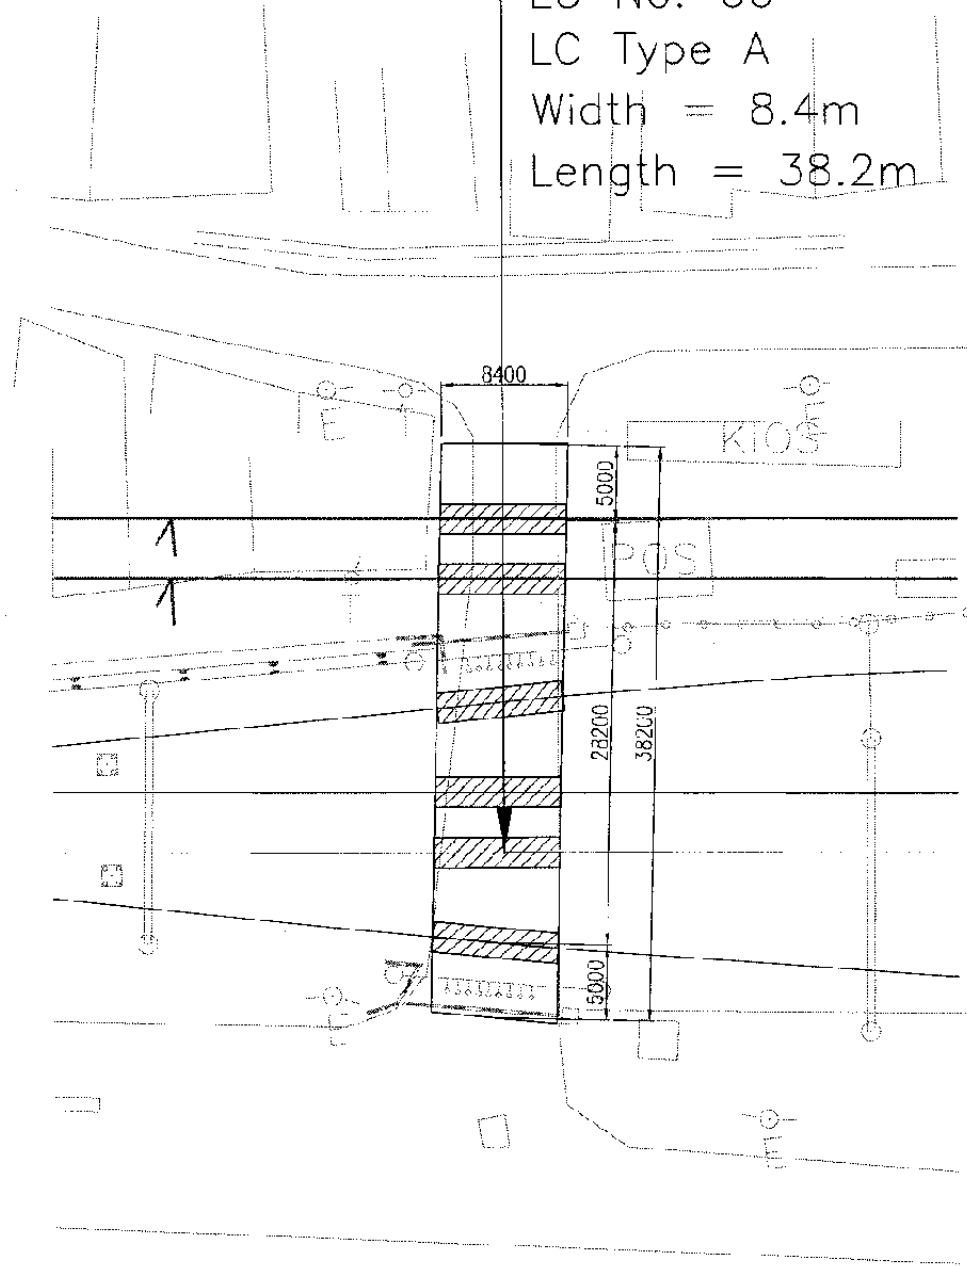 LC Type A
Width = 8.4m
Length = 38.2m
8400
E
E
KIOS
5000
POS
28200
38200
5000
E